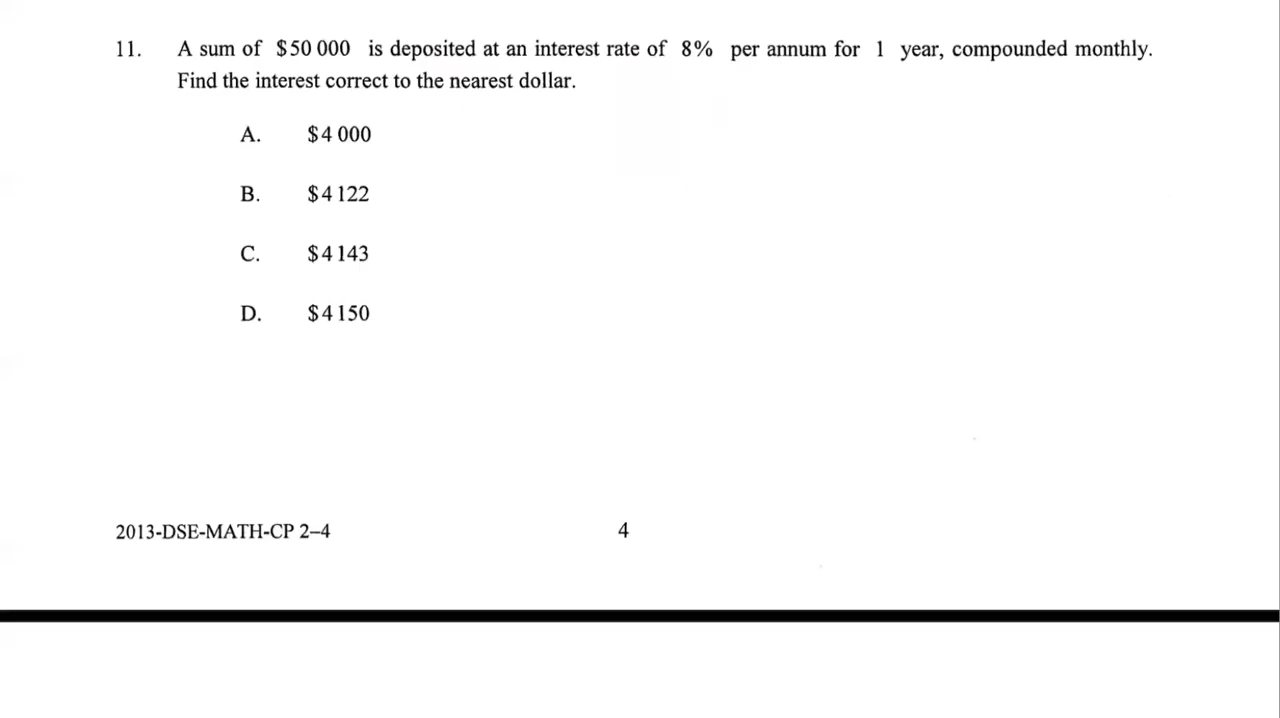 11. A sum of $50 000 is deposited at an interest rate of 8% per annum for 1 year, compounded monthly.
Find the interest correct to the nearest dollar.
A. $4 000
B. $4 122
C. $4 143
D. $4 150
2013-DSE-MATH-CP 2–4 4